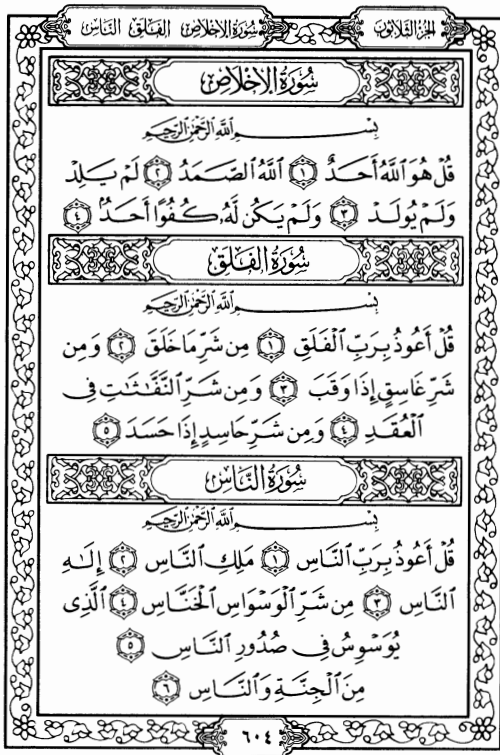 الجزء الثلاثون
سورة الإخلاص الفلق الناس
سُورَةُ الإِخْلَاصِ
بِسْمِ ٱللَّهِ ٱلرَّحْمَٰنِ ٱلرَّحِيمِ
قُلْ هُوَ ٱللَّهُ أَحَدٌ ١ ٱللَّهُ ٱلصَّمَدُ ٢ لَمْ يَلِدْ
وَلَمْ يُولَدْ ٣ وَلَمْ يَكُن لَّهُۥ كُفُوًا أَحَدٌۢ ٤
سُورَةُ الفَلَقِ
بِسْمِ ٱللَّهِ ٱلرَّحْمَٰنِ ٱلرَّحِيمِ
قُلْ أَعُوذُ بِرَبِّ ٱلْفَلَقِ ١ مِن شَرِّ مَا خَلَقَ ٢ وَمِن
شَرِّ غَاسِقٍ إِذَا وَقَبَ ٣ وَمِن شَرِّ ٱلنَّفَّٰثَٰتِ فِى
ٱلْعُقَدِ ٤ وَمِن شَرِّ حَاسِدٍ إِذَا حَسَدَ ٥
سُورَةُ النَّاسِ
بِسْمِ ٱللَّهِ ٱلرَّحْمَٰنِ ٱلرَّحِيمِ
قُلْ أَعُوذُ بِرَبِّ ٱلنَّاسِ ١ مَلِكِ ٱلنَّاسِ ٢ إِلَٰهِ
ٱلنَّاسِ ٣ مِن شَرِّ ٱلْوَسْوَاسِ ٱلْخَنَّاسِ ٤ ٱلَّذِى
يُوَسْوِسُ فِى صُدُورِ ٱلنَّاسِ ٥
مِنَ ٱلْجِنَّةِ وَٱلنَّاسِ ٦
٦٠٤